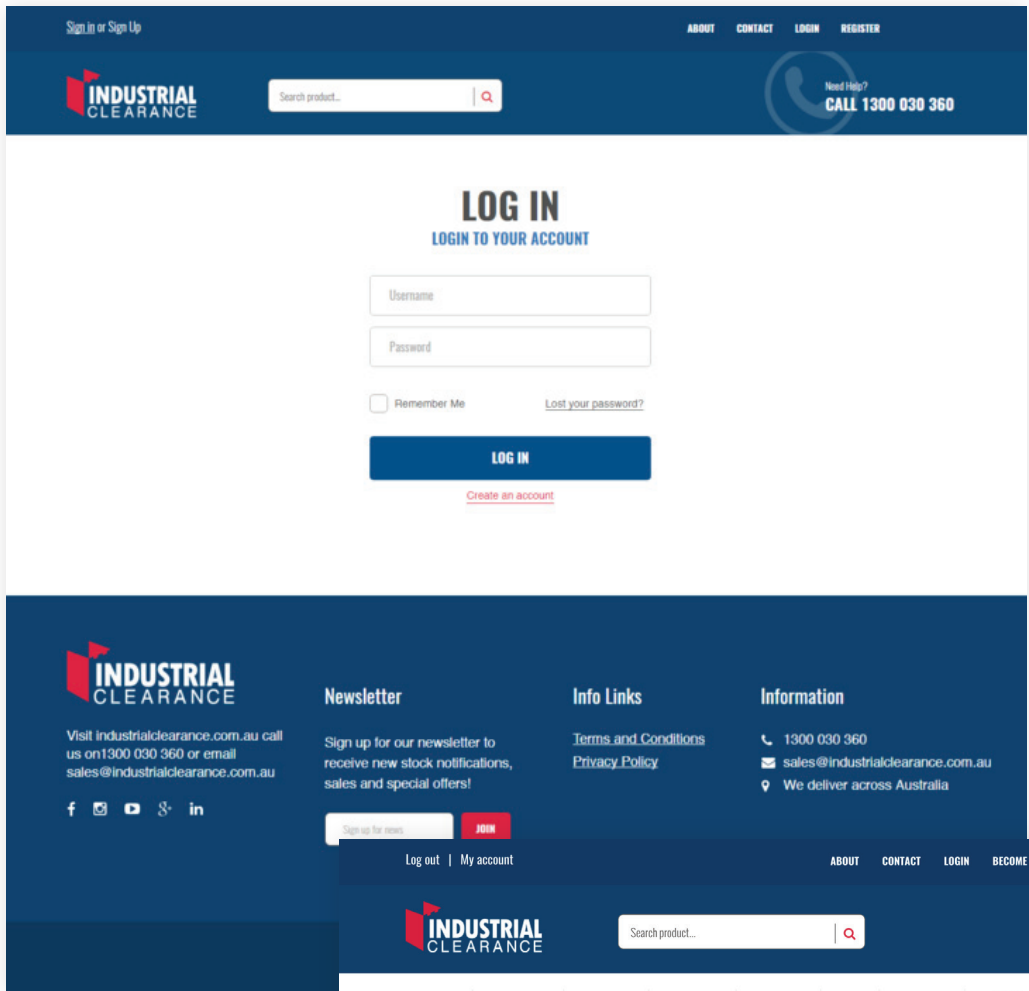 Sign in or Sign Up
ABOUT CONTACT LOGIN REGISTER
INDUSTRIAL
CLEARANCE
Search product...
Need Help?
CALL 1300 030 360
LOG IN
LOGIN TO YOUR ACCOUNT
Username
Password
Remember Me
Lost your password?
LOG IN
Create an account
INDUSTRIAL
CLEARANCE
Visit industrialclearance.com.au call
us on1300 030 360 or email
sales@industrialclearance.com.au
Newsletter
Sign up for our newsletter to
receive new stock notifications,
sales and special offers!
Sign up for news
JOIN
Info Links
Terms and Conditions
Privacy Policy
Information
1300 030 360
sales@industrialclearance.com.au
We deliver across Australia
Log out | My account
ABOUT CONTACT LOGIN BECOME
INDUSTRIAL
CLEARANCE
Search product...